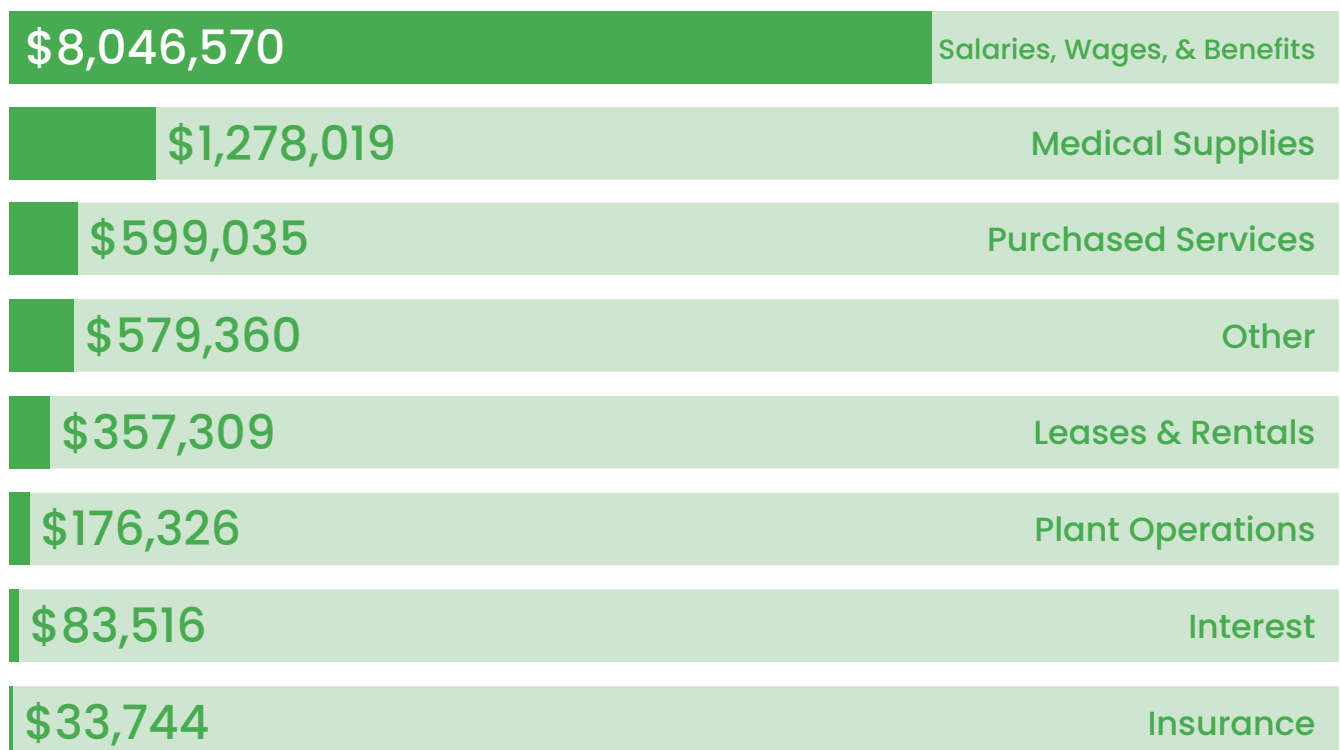 $8,046,570 Salaries, Wages, & Benefits
$1,278,019 Medical Supplies
$599,035 Purchased Services
$579,360 Other
$357,309 Leases & Rentals
$176,326 Plant Operations
$83,516 Interest
$33,744 Insurance